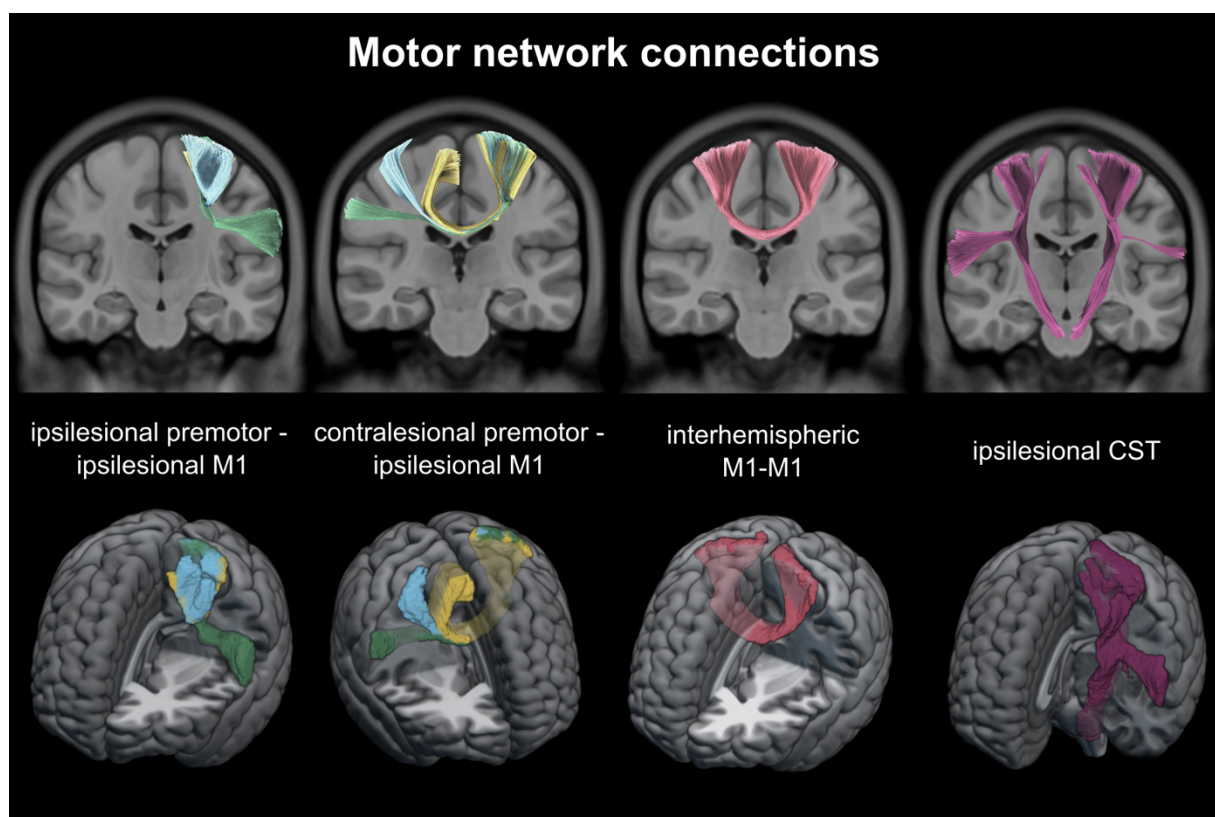 Motor network connections
ipsilesional premotor -
ipsilesional M1
contralesional premotor -
ipsilesional M1
interhemispheric
M1-M1
ipsilesional CST